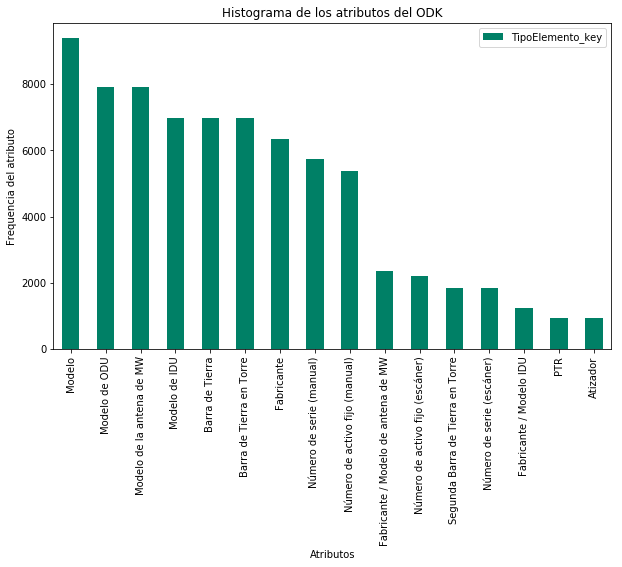 Histograma de los atributos del ODK
TipoElemento_key
Frequencia del atributo
8000
6000
4000
2000
0
Modelo
Modelo de ODU
Modelo de la antena de MW
Modelo de IDU
Barra de Tierra
Barra de Tierra en Torre
Fabricante
Número de serie (manual)
Número de activo fijo (manual)
Fabricante / Modelo de antena de MW
Número de activo fijo (escáner)
Segunda Barra de Tierra en Torre
Número de serie (escáner)
Fabricante / Modelo IDU
PTR
Atizador
Atributos